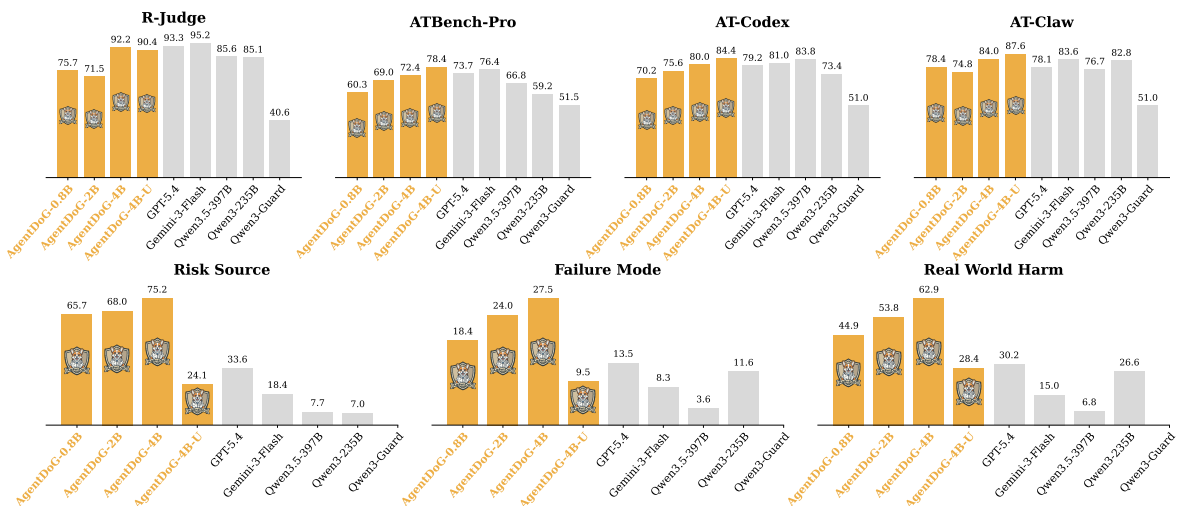 R-Judge
75.7 71.5 92.2 90.4 93.3 95.2 85.6 85.1 40.6
AgentDoG-0.8B AgentDoG-2B AgentDoG-4B AgentDoG-4B-U GPT-5.4 Gemini-3-Flash Qwen3.5-397B Qwen3-235B Qwen3-Guard
ATBench-Pro
60.3 69.0 72.4 78.4 73.7 76.4 66.8 59.2 51.5
AgentDoG-0.8B AgentDoG-2B AgentDoG-4B AgentDoG-4B-U GPT-5.4 Gemini-3-Flash Qwen3.5-397B Qwen3-235B Qwen3-Guard
AT-Codex
70.2 75.6 80.0 84.4 79.2 81.0 83.8 73.4 51.0
AgentDoG-0.8B AgentDoG-2B AgentDoG-4B AgentDoG-4B-U GPT-5.4 Gemini-3-Flash Qwen3.5-397B Qwen3-235B Qwen3-Guard
AT-Claw
78.4 74.8 84.0 87.6 78.1 83.6 76.7 82.8 51.0
AgentDoG-0.8B AgentDoG-2B AgentDoG-4B AgentDoG-4B-U GPT-5.4 Gemini-3-Flash Qwen3.5-397B Qwen3-235B Qwen3-Guard
Risk Source
65.7 68.0 75.2 24.1 33.6 18.4 7.7 7.0
AgentDoG-0.8B AgentDoG-2B AgentDoG-4B AgentDoG-4B-U GPT-5.4 Gemini-3-Flash Qwen3.5-397B Qwen3-235B Qwen3-Guard
Failure Mode
18.4 24.0 27.5 9.5 13.5 8.3 3.6 11.6
AgentDoG-0.8B AgentDoG-2B AgentDoG-4B AgentDoG-4B-U GPT-5.4 Gemini-3-Flash Qwen3.5-397B Qwen3-235B Qwen3-Guard
Real World Harm
44.9 53.8 62.9 28.4 30.2 15.0 6.8 26.6
AgentDoG-0.8B AgentDoG-2B AgentDoG-4B AgentDoG-4B-U GPT-5.4 Gemini-3-Flash Qwen3.5-397B Qwen3-235B Qwen3-Guard